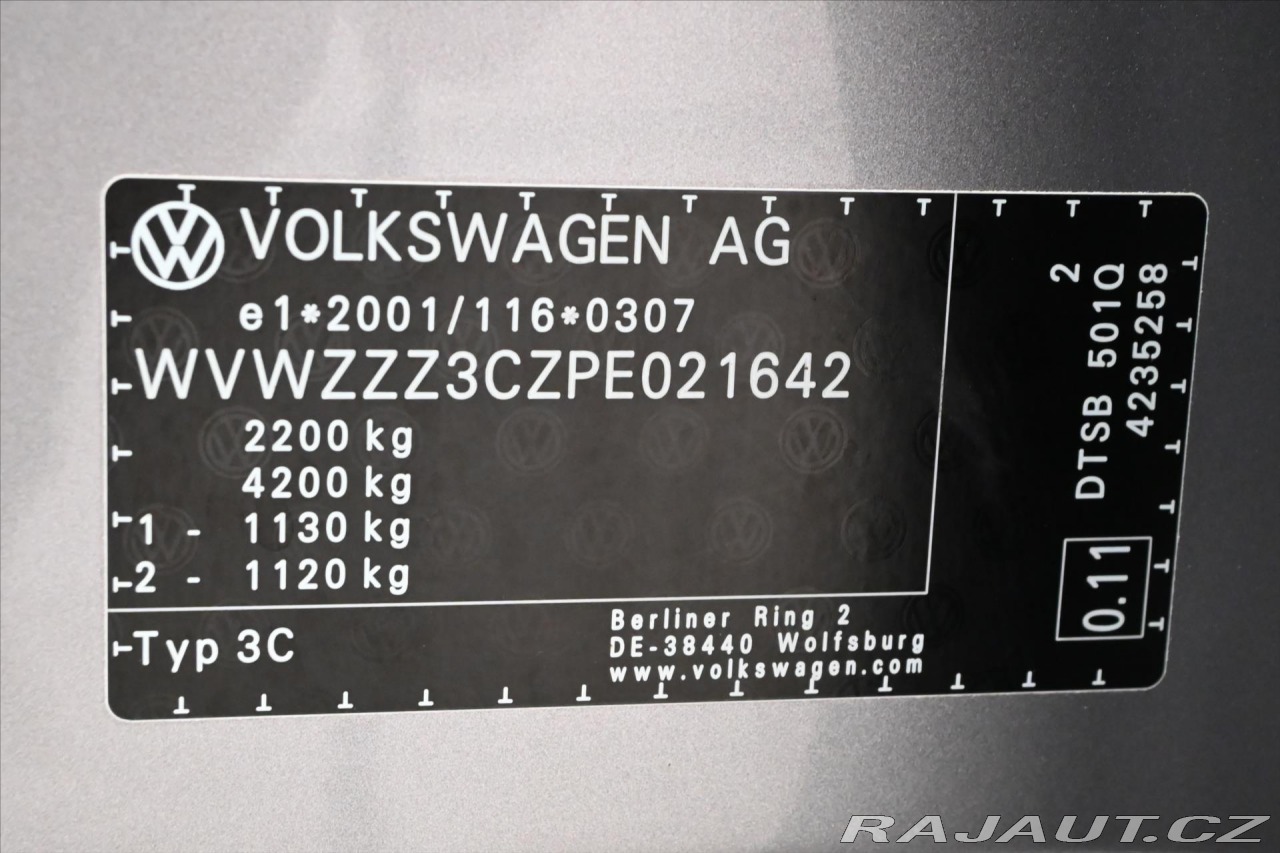 VOLKSWAGEN AG
e1*2001/116*0307
WVWZZZ3CZPE021642
2200 kg
4200 kg
1 - 1130 kg
2 - 1120 kg
Typ 3C
Berliner Ring 2
DE-38440 Wolfsburg
www.volkswagen.com
2
DTSB 501Q
4235258
0.11
RAJAUT.CZ